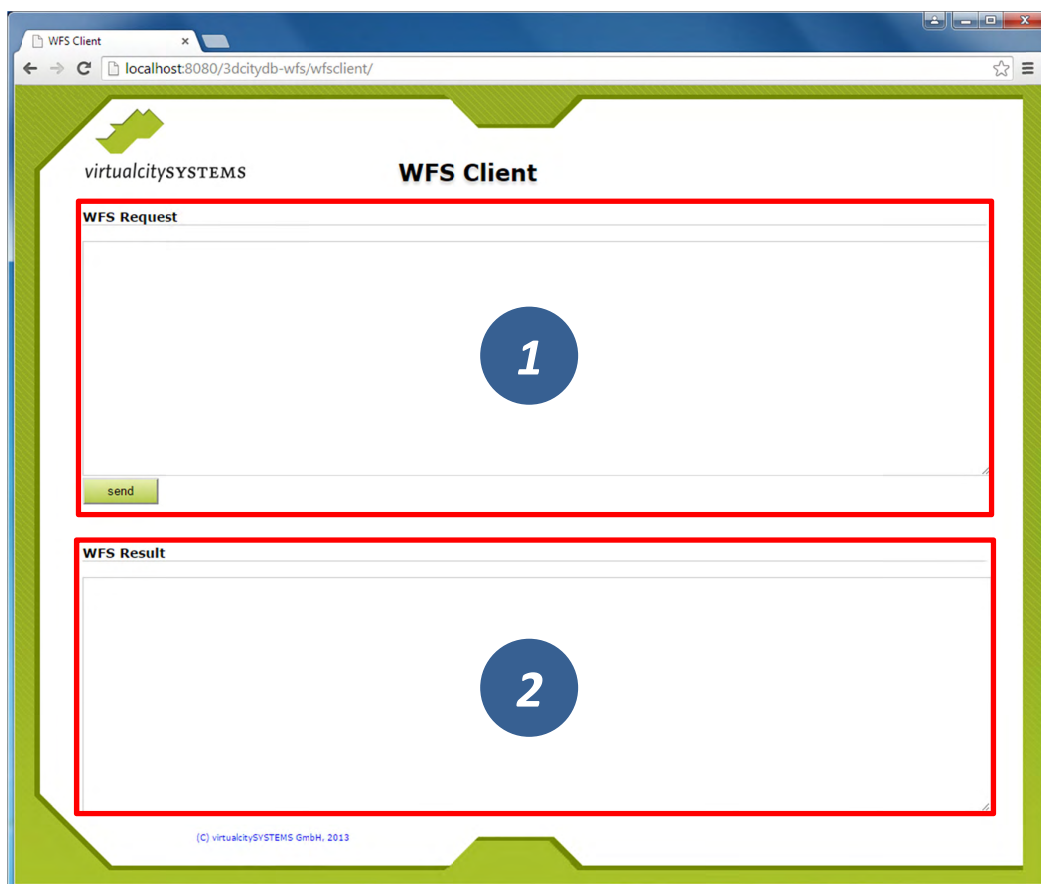 WFS Client
localhost:8080/3dcitydb-wfs/wfsclient/
virtualcitySYSTEMS
WFS Client
WFS Request
1
send
WFS Result
2
(C) virtualcitySYSTEMS GmbH, 2013